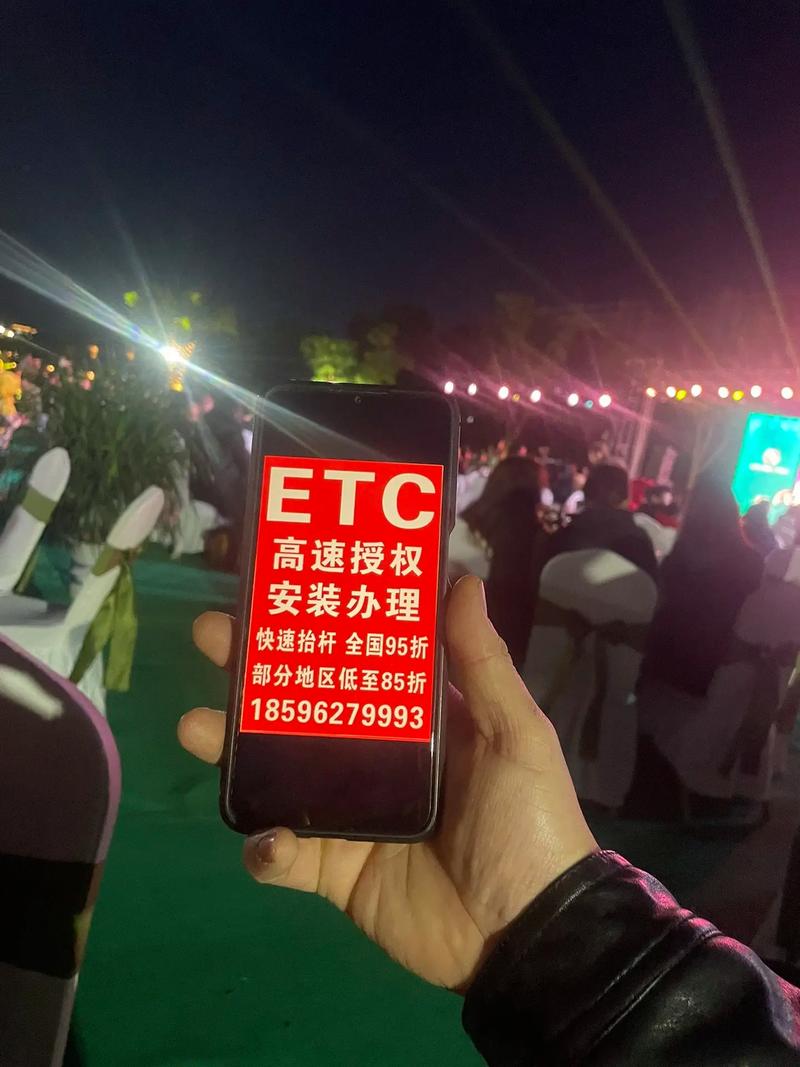 ETC
高速授权
安装办理
快速抬杆 全国95折
部分地区低至85折
18596279993